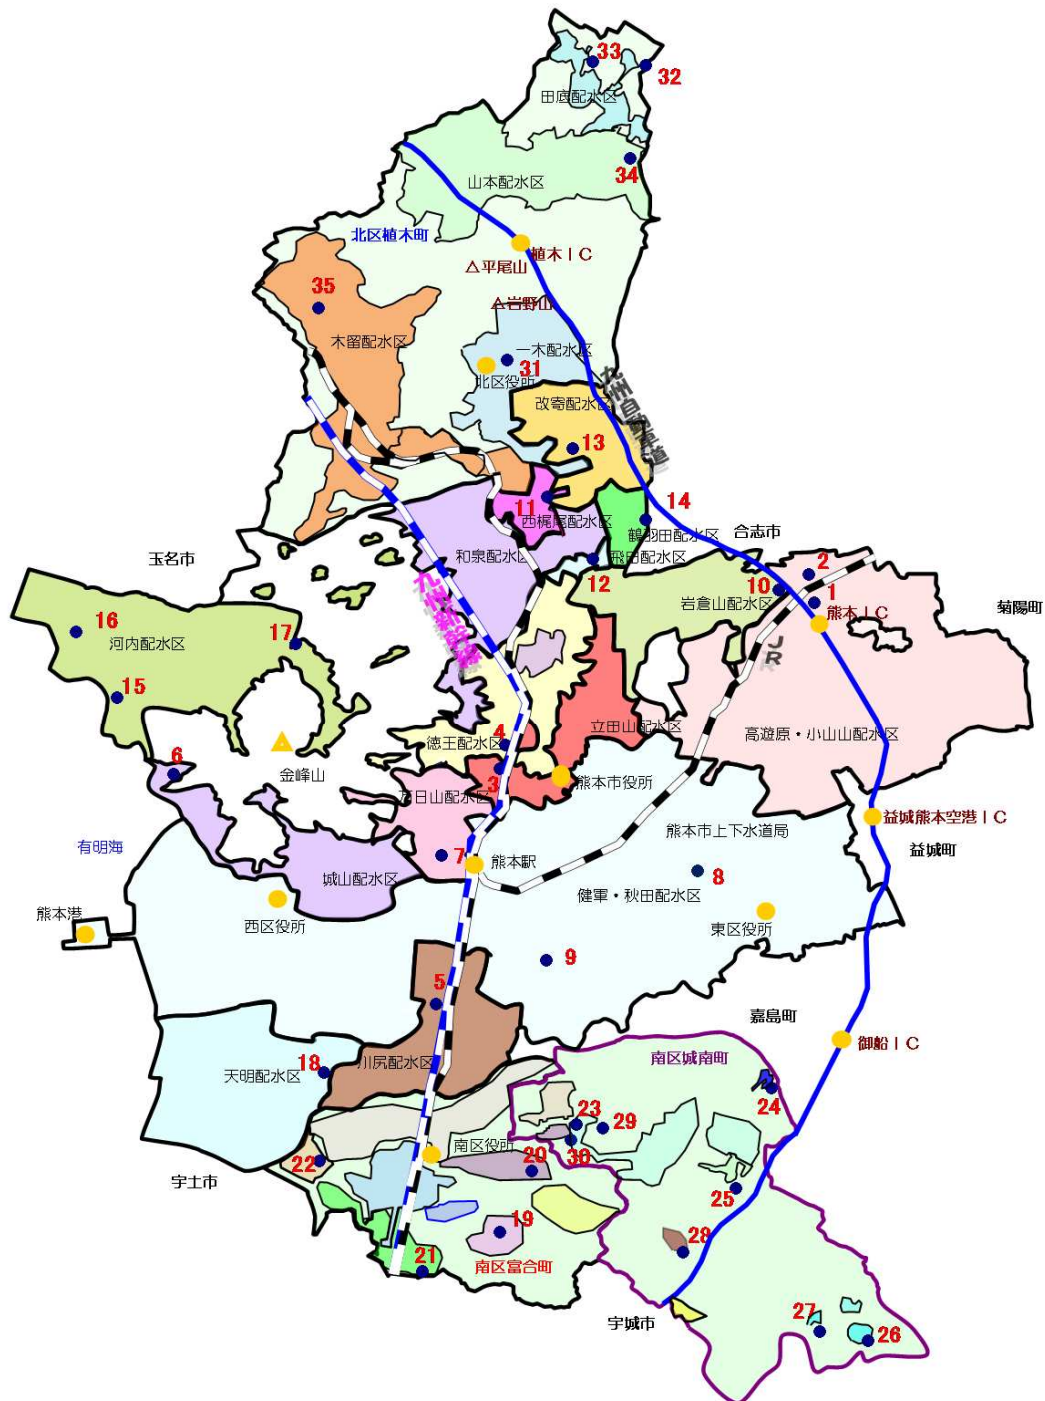 33
32
田底配水区
34
山本配水区
北区植木町
植木ＩＣ
△平尾山
35
△岩野山
木留配水区
一木配水区
31
北区役所
九州自動車道
改寄配水区
13
11
14
西梶尾配水区
鶴羽田配水区
合志市
玉名市
和泉配水区
飛田配水区
12
2
10
岩倉山配水区
1
熊本ＩＣ
菊陽町
九州新幹線
16
17
河内配水区
ＪＲ
15
立田山配水区
4
徳王配水区
高遊原・小山山配水区
6
金峰山
3
万日山配水区
熊本市役所
益城熊本空港ＩＣ
熊本市上下水道局
有明海
7
熊本駅
益城町
城山配水区
8
健軍・秋田配水区
熊本港
西区役所
東区役所
9
5
嘉島町
御船ＩＣ
18
川尻配水区
南区城南町
天明配水区
24
23
29
南区役所
30
22
20
宇土市
25
19
28
21
南区富合町
宇城市
27
26